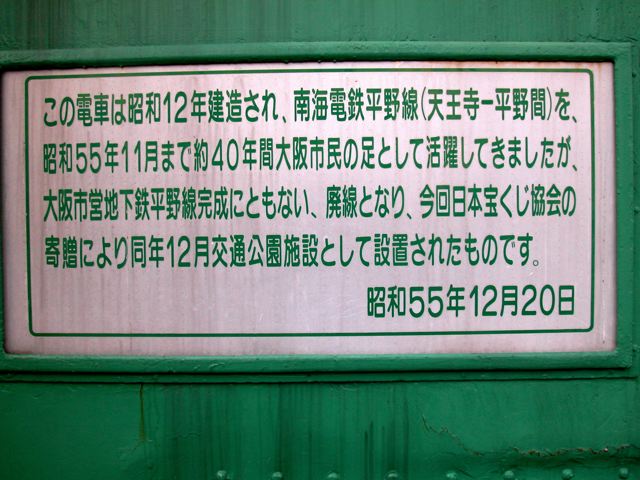 この電車は昭和12年建造され、南海電鉄平野線(天王寺−平野間)を、
昭和55年11月まで約40年間大阪市民の足として活躍してきましたが、
大阪市営地下鉄平野線完成にともない、廃線となり、今回日本宝くじ協会の
寄贈により同年12月交通公園施設として設置されたものです。
昭和55年12月20日